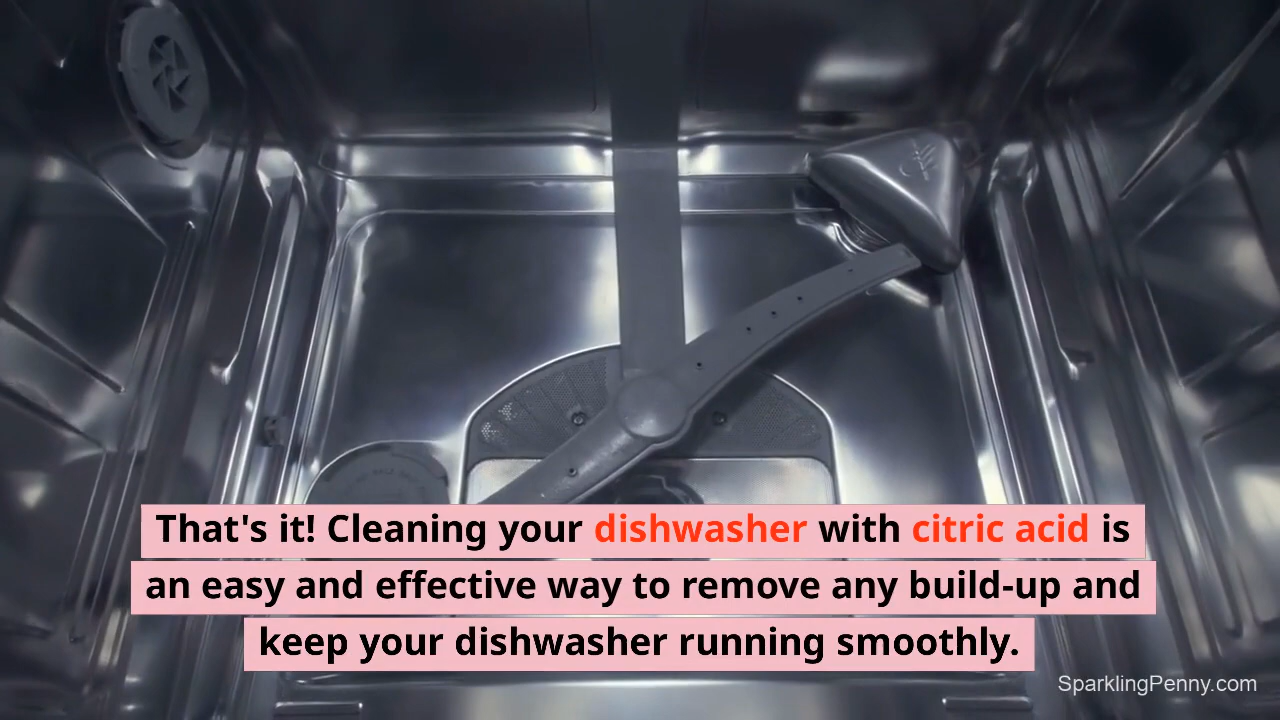 That's it! Cleaning your dishwasher with citric acid is
an easy and effective way to remove any build-up and
keep your dishwasher running smoothly.
SparklingPenny.com